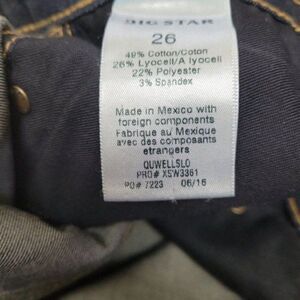 BIG STAR
26
49% Cotton/Coton
26% Lyocell/A lyocell
22% Polyester
3% Spandex
Made in Mexico with
foreign components
Fabrique au Mexique
avec des composants
etrangers
QUWELLSLO
PRO# XSW3361
PO# 7223 06/16